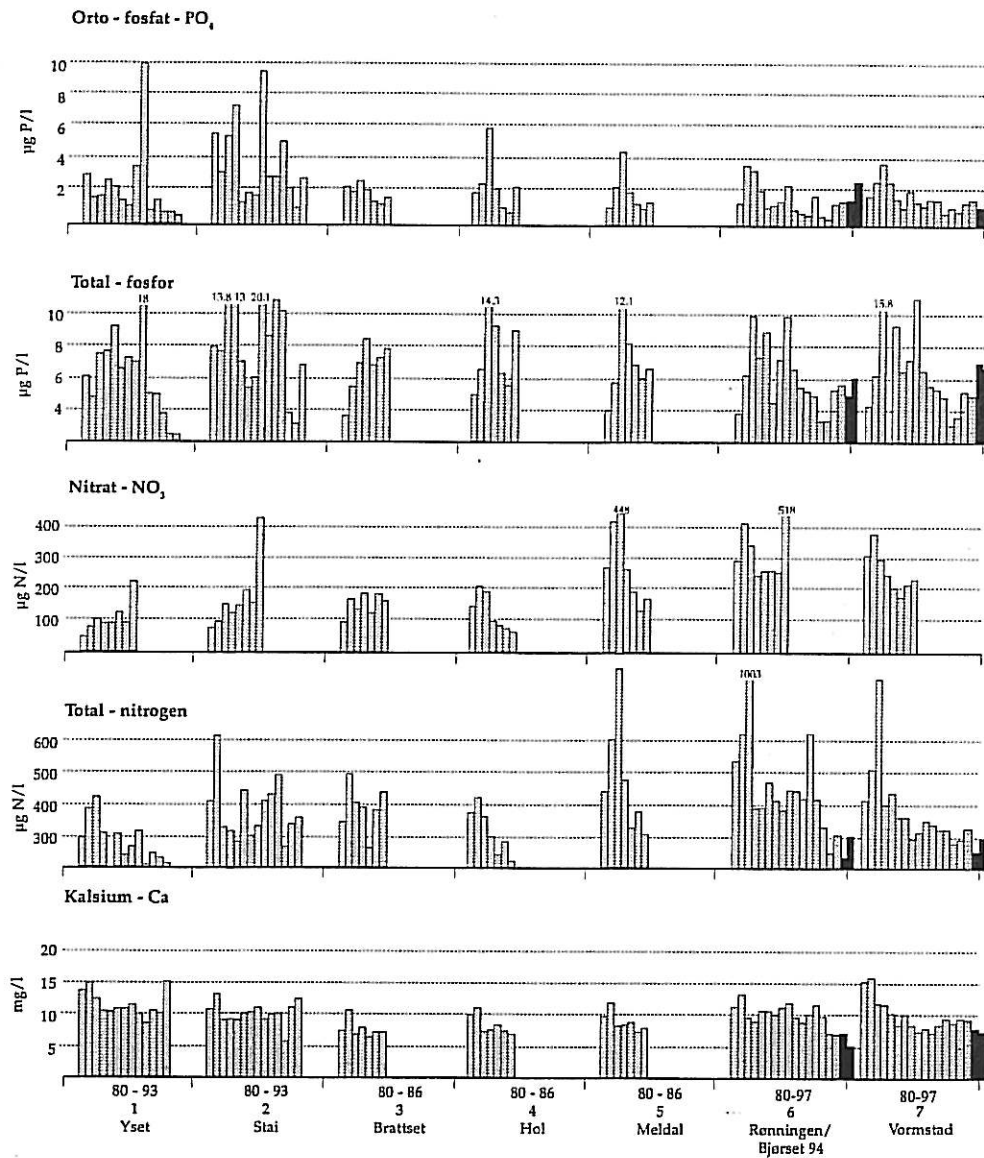 Orto - fosfat - PO₄
10
8
6
4
2
µg P/l
Total - fosfor
18 13.8 13 20.1 14.3 12.1 15.8
10
8
6
4
µg P/l
Nitrat - NO₃
448 518
400
300
200
100
µg N/l
Total - nitrogen
1003
600
500
400
300
µg N/l
Kalsium - Ca
20
15
10
5
mg/l
80 - 93 80 - 93 80 - 86 80 - 86 80 - 86 80-97 80-97
1 2 3 4 5 6 7
Yset Stai Brattset Hol Meldal Rønningen/ Vormstad
Bjørset 94